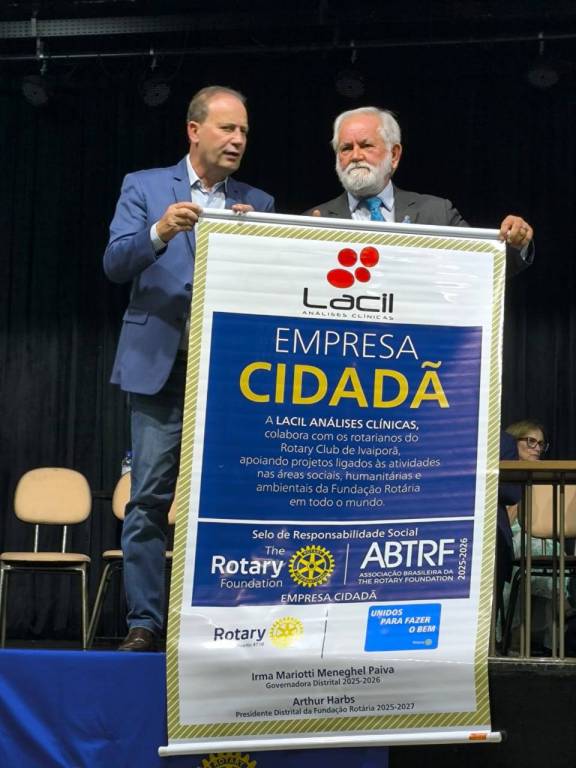 Lacil
ANÁLISES CLÍNICAS
EMPRESA
CIDADÃ
A LACIL ANÁLISES CLÍNICAS,
colabora com os rotarianos do
Rotary Club de Ivaiporã,
apoiando projetos ligados às atividades
nas áreas sociais, humanitárias e
ambientais da Fundação Rotária
em todo o mundo.
Selo de Responsabilidade Social
The
Rotary
Foundation
ABTRF
ASSOCIAÇÃO BRASILEIRA DA
THE ROTARY FOUNDATION
2025-2026
EMPRESA CIDADÃ
Rotary
UNIDOS PARA FAZER
O BEM
Rotary
Irma Mariotti Meneghel Paiva
Governadora Distrital 2025-2026
Arthur Harbs
Presidente Distrital da Fundação Rotária 2025-2027
ROTARY